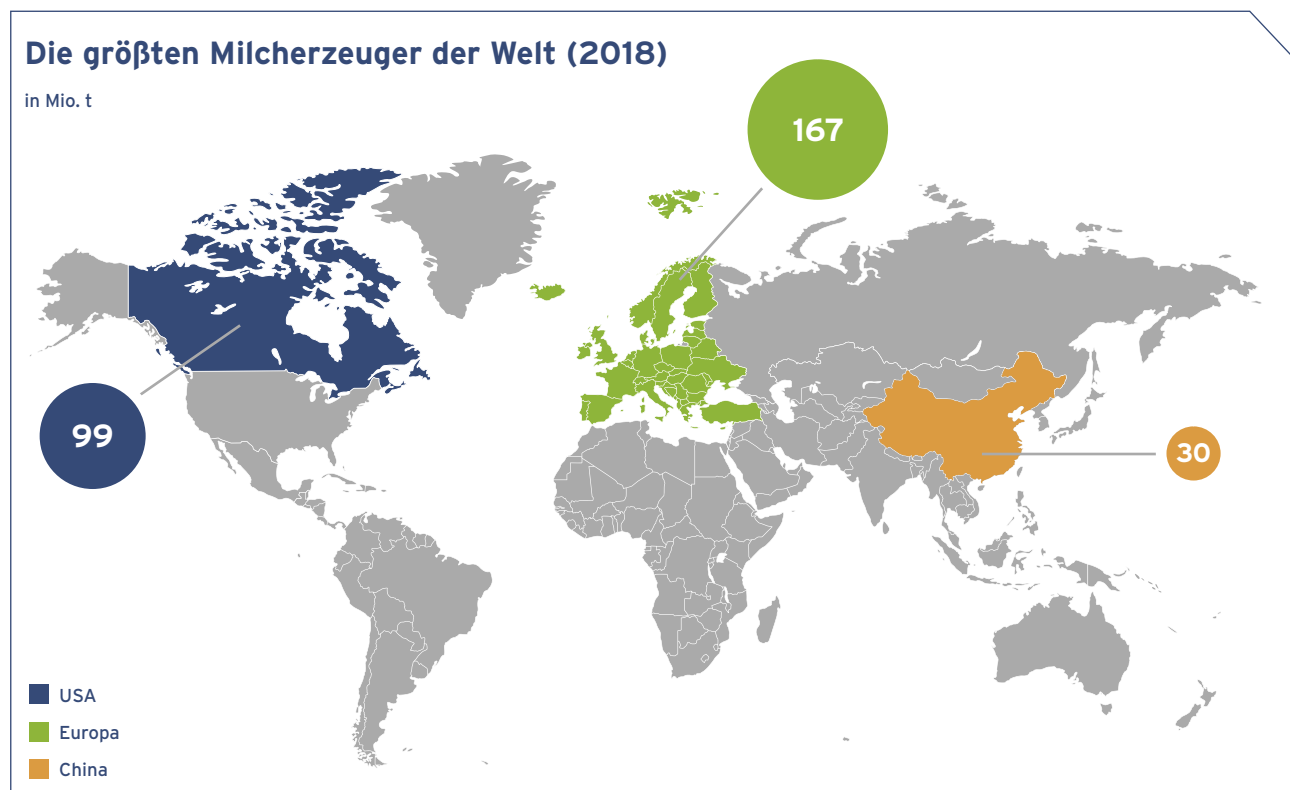 Die größten Milcherzeuger der Welt (2018)
in Mio. t
167
99
30
USA
Europa
China